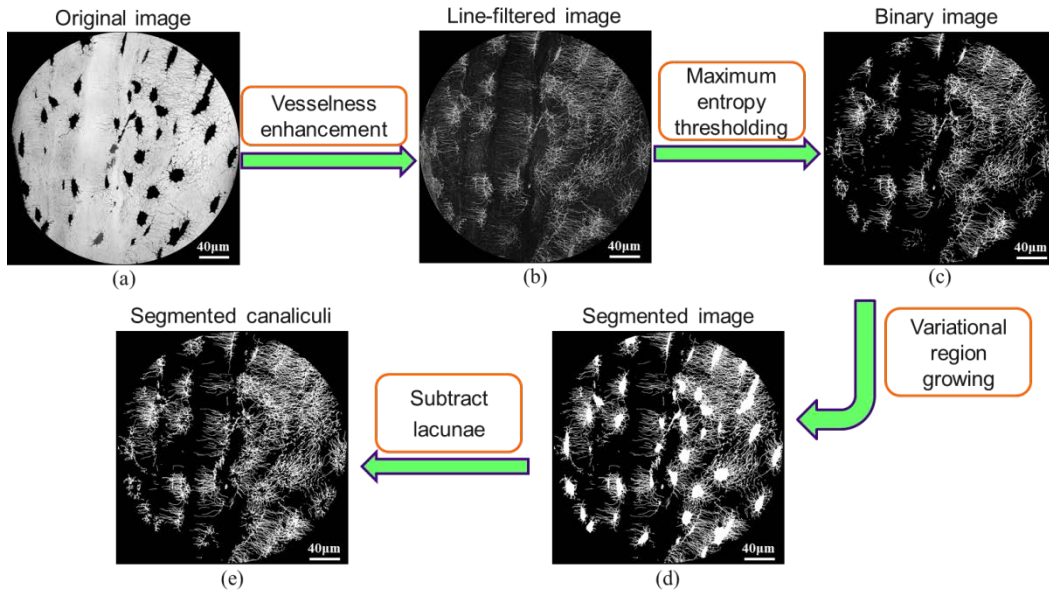 Original image
Line-filtered image
Binary image
Vesselness
enhancement
Maximum
entropy
thresholding
40μm
40μm
40μm
(a)
(b)
(c)
Segmented canaliculi
Segmented image
Variational
region
growing
Subtract
lacunae
40μm
40μm
(e)
(d)